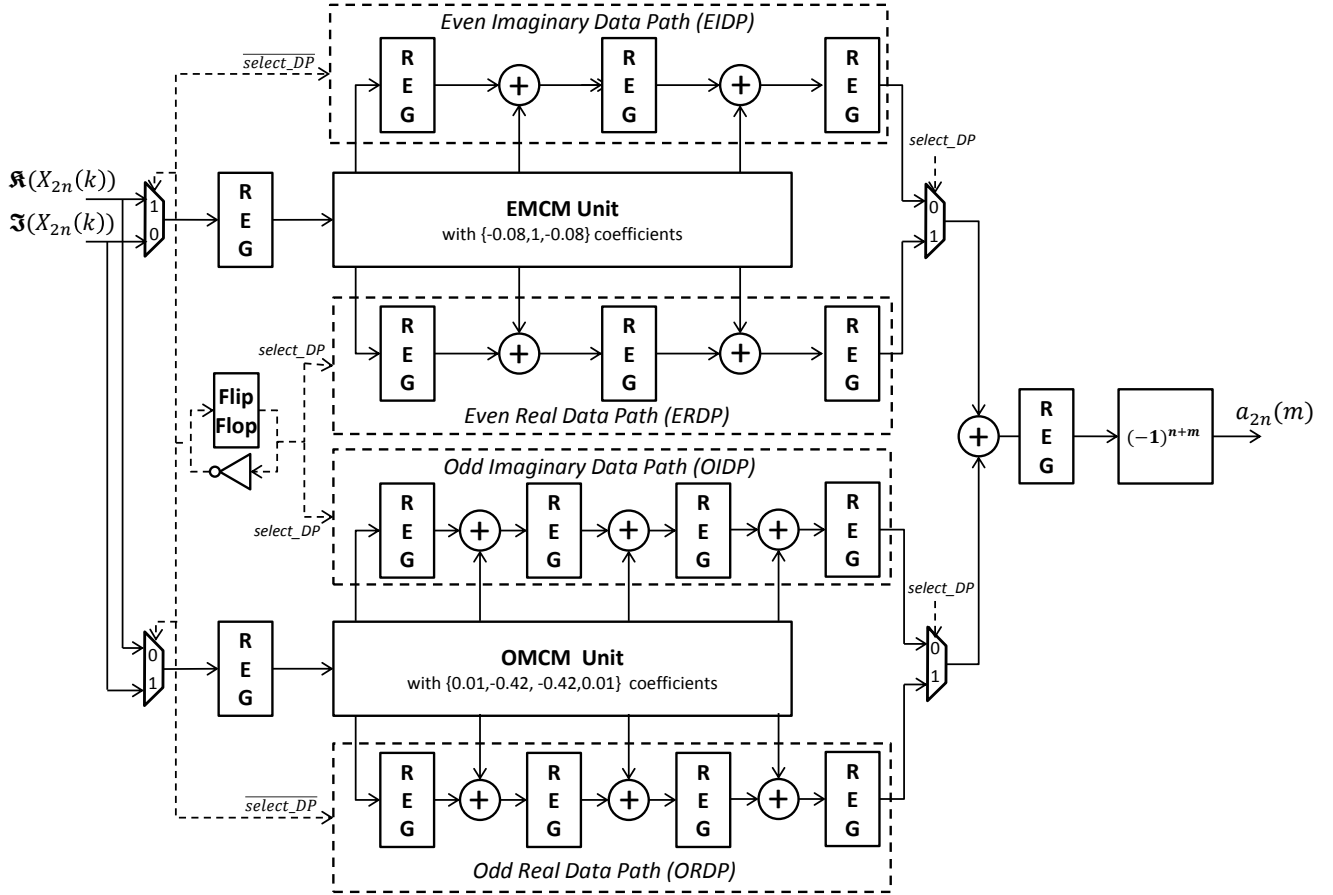 Even Imaginary Data Path (EIDP)
select_DP
R E G
R E G
R E G
select_DP
𝕽(X₂ₙ(k))
𝕴(X₂ₙ(k))
1
0
R E G
EMCM Unit
with {-0.08,1,-0.08} coefficients
0
1
select_DP
R E G
R E G
R E G
Even Real Data Path (ERDP)
Flip
Flop
R E G
(−1)ⁿ⁺ᵐ
a₂ₙ(m)
Odd Imaginary Data Path (OIDP)
select_DP
R E G
R E G
R E G
R E G
select_DP
0
1
R E G
OMCM Unit
with {0.01,-0.42, -0.42,0.01} coefficients
0
1
select_DP
R E G
R E G
R E G
R E G
Odd Real Data Path (ORDP)